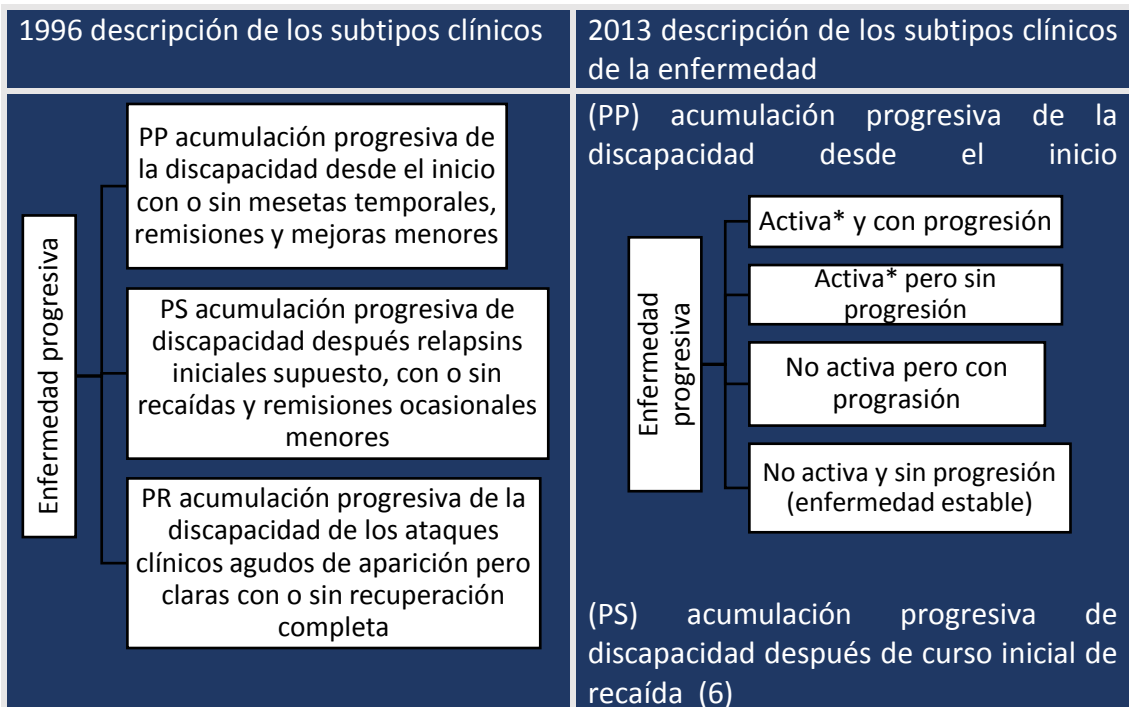 1996 descripción de los subtipos clínicos
2013 descripción de los subtipos clínicos
de la enfermedad
Enfermedad progresiva
PP acumulación progresiva de
la discapacidad desde el inicio
con o sin mesetas temporales,
remisiones y mejoras menores
PS acumulación progresiva de
discapacidad después relapsins
iniciales supuesto, con o sin
recaídas y remisiones ocasionales
menores
PR acumulación progresiva de la
discapacidad de los ataques
clínicos agudos de aparición pero
claras con o sin recuperación
completa
(PP) acumulación progresiva de la
discapacidad desde el inicio
Enfermedad
progresiva
Activa* y con progresión
Activa* pero sin
progresión
No activa pero con
prograsión
No activa y sin progresión
(enfermedad estable)
(PS) acumulación progresiva de
discapacidad después de curso inicial de
recaída (6)